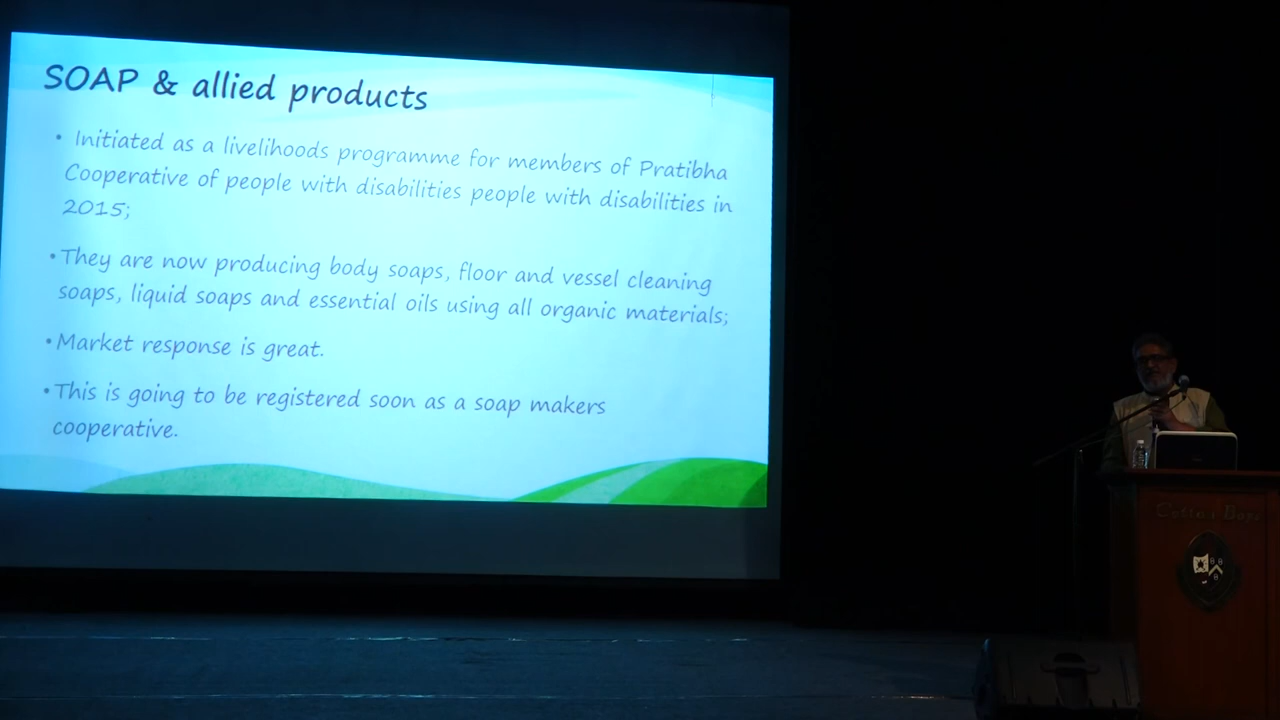 SOAP & allied products
• Initiated as a livelihoods programme for members of Pratibha
Cooperative of people with disabilities people with disabilities in
2015;
• They are now producing body soaps, floor and vessel cleaning
soaps, liquid soaps and essential oils using all organic materials;
• Market response is great.
• This is going to be registered soon as a soap makers
cooperative.
Cotton Boys